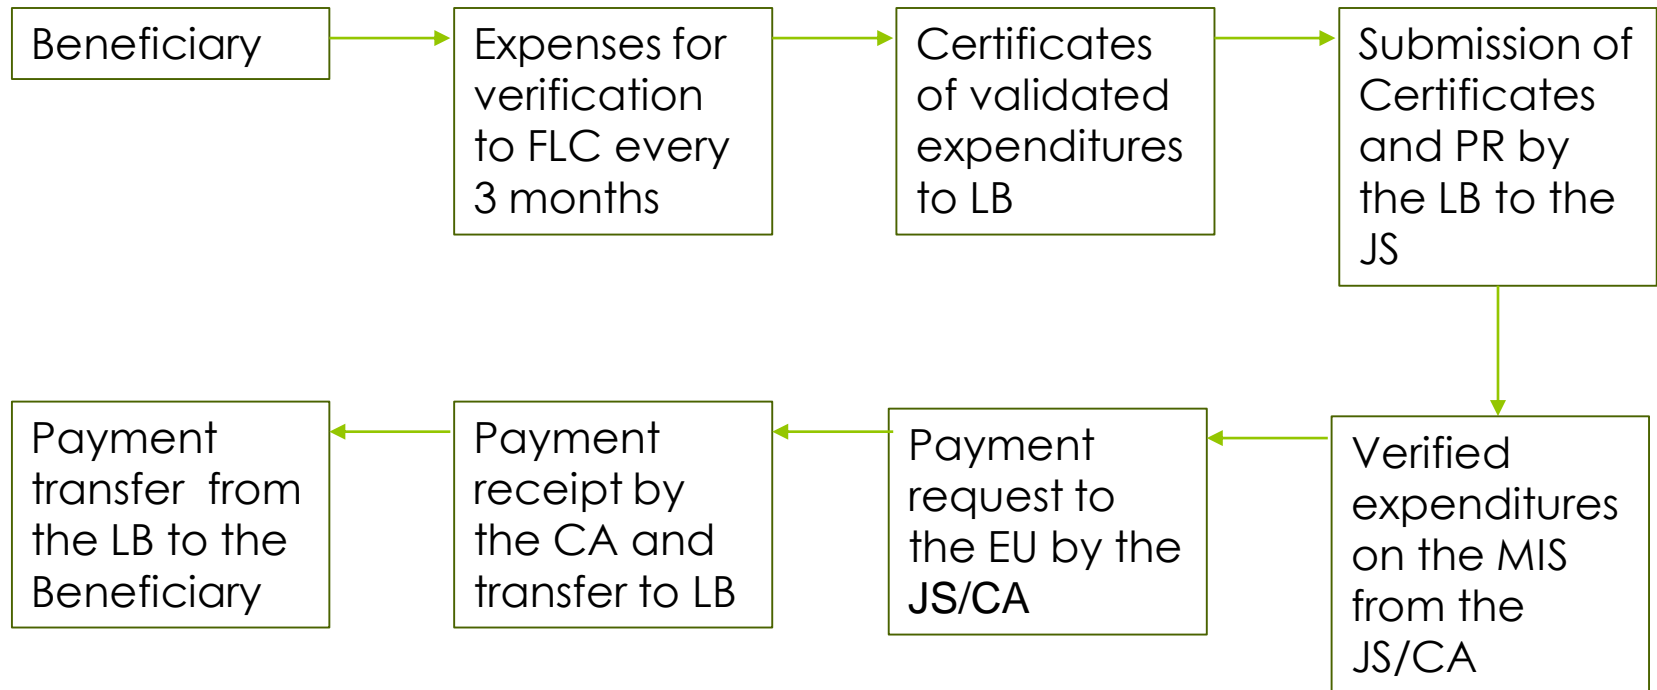 Beneficiary
Expenses for
verification
to FLC every
3 months
Certificates
of validated
expenditures
to LB
Submission of
Certificates
and PR by
the LB to the
JS
Verified
expenditures
on the MIS
from the
JS/CA
Payment
request to
the EU by the
JS/CA
Payment
receipt by
the CA and
transfer to LB
Payment
transfer from
the LB to the
Beneficiary